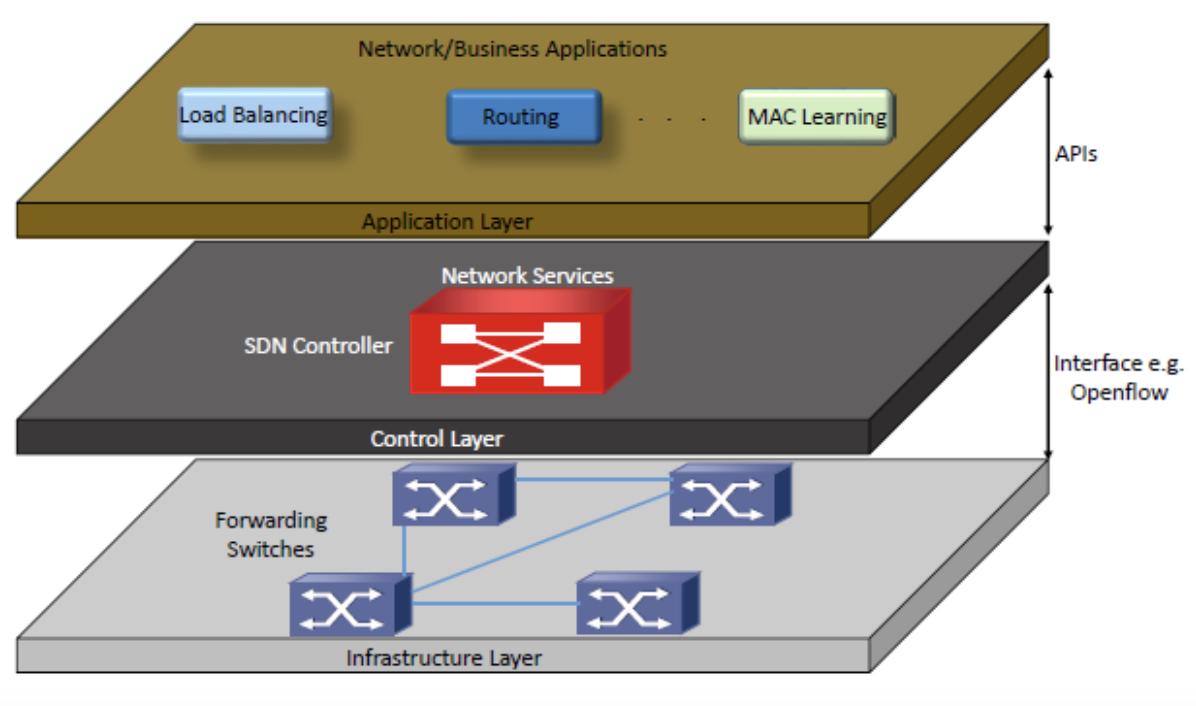 Network/Business Applications
Load Balancing
Routing
. . .
MAC Learning
APIs
Application Layer
Network Services
SDN Controller
Interface e.g.
Openflow
Control Layer
Forwarding
Switches
Infrastructure Layer